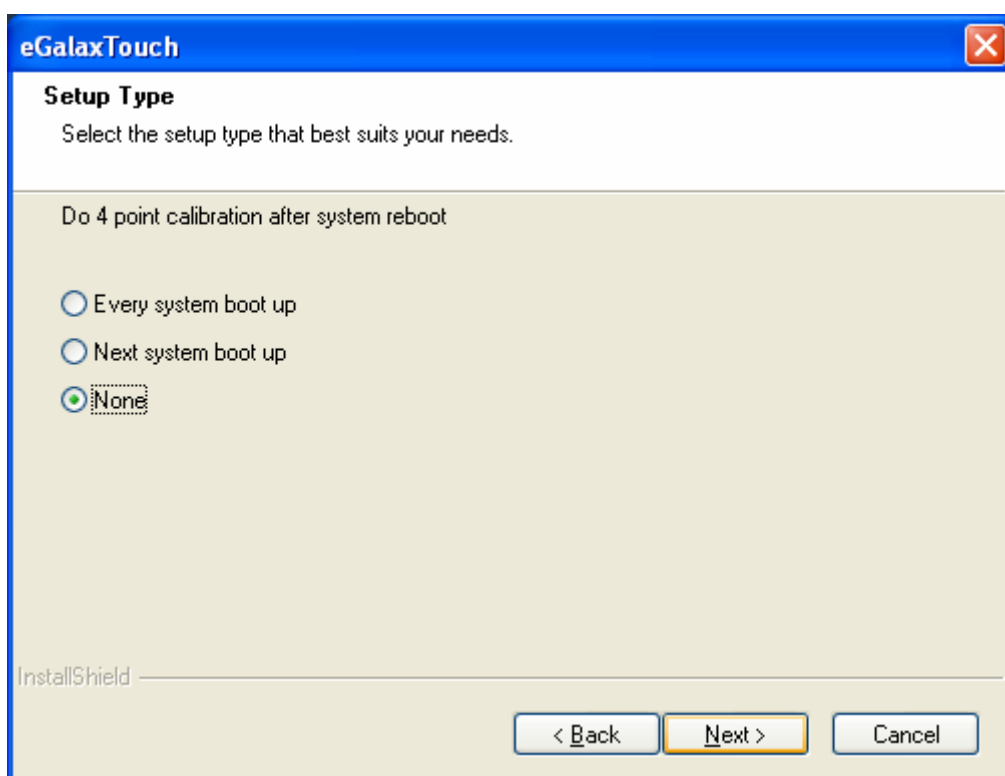 eGalaxTouch
Setup Type
Select the setup type that best suits your needs.
Do 4 point calibration after system reboot
Every system boot up
Next system boot up
None
InstallShield
< Back Next > Cancel